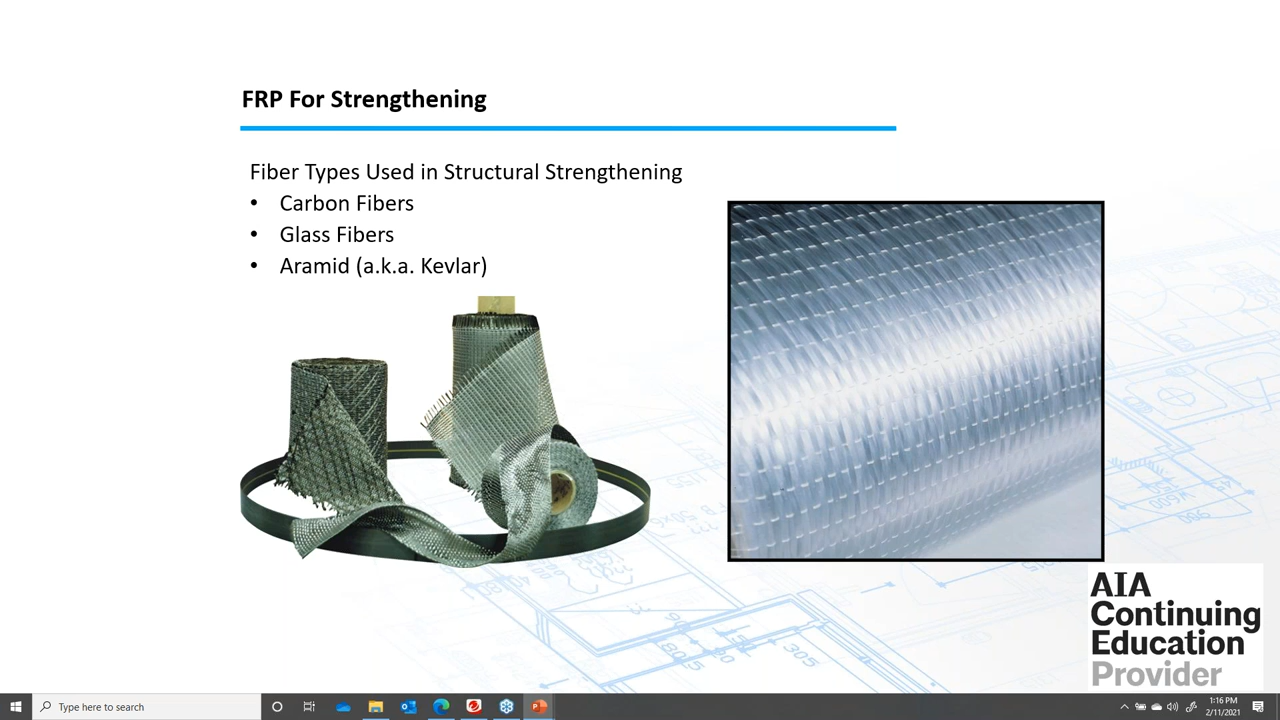 FRP For Strengthening
Fiber Types Used in Structural Strengthening
• Carbon Fibers
• Glass Fibers
• Aramid (a.k.a. Kevlar)
305
AIA
Continuing
Education
Provider
Type here to search
1:16 PM
2/11/2021